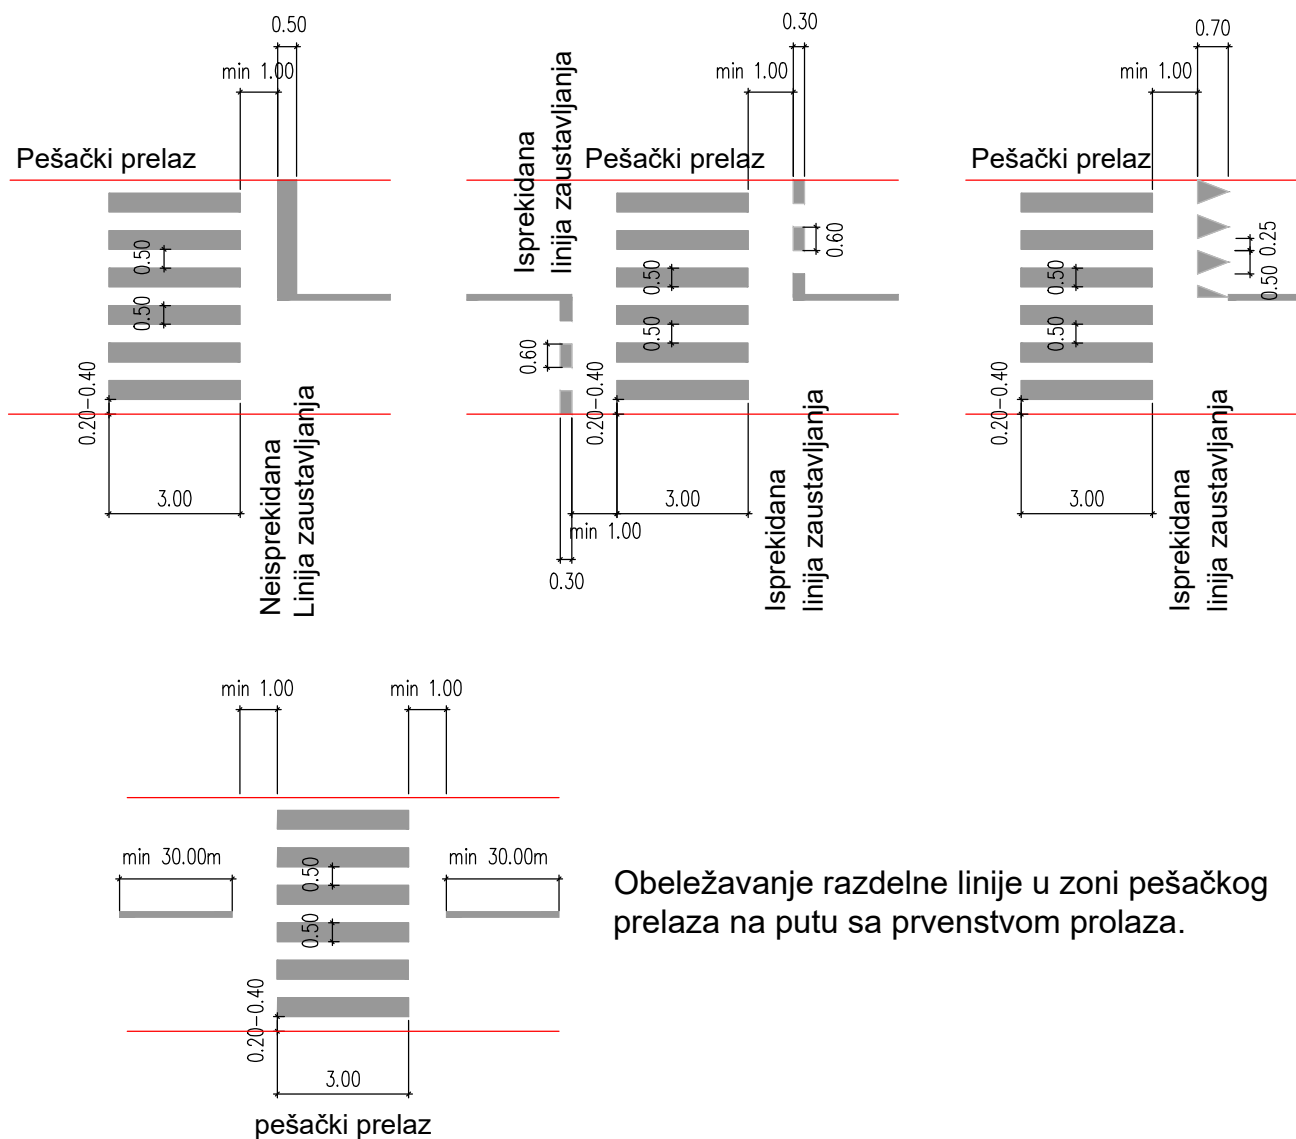 0.50
min 1.00
Pešački prelaz
0.50
0.50
0.20-0.40
3.00
Neisprekidana
Linija zaustavljanja
0.30
min 1.00
Isprekidana
linija zaustavljanja
Pešački prelaz
0.60
0.50
0.50
0.60
0.20-0.40
3.00
min 1.00
0.30
Isprekidana
linija zaustavljanja
0.70
min 1.00
Pešački prelaz
0.25
0.50
0.50
0.50
0.20-0.40
3.00
Isprekidana
linija zaustavljanja
min 1.00
min 1.00
min 30.00m
min 30.00m
0.50
0.50
0.20-0.40
3.00
pešački prelaz
Obeležavanje razdelne linije u zoni pešačkog
prelaza na putu sa prvenstvom prolaza.